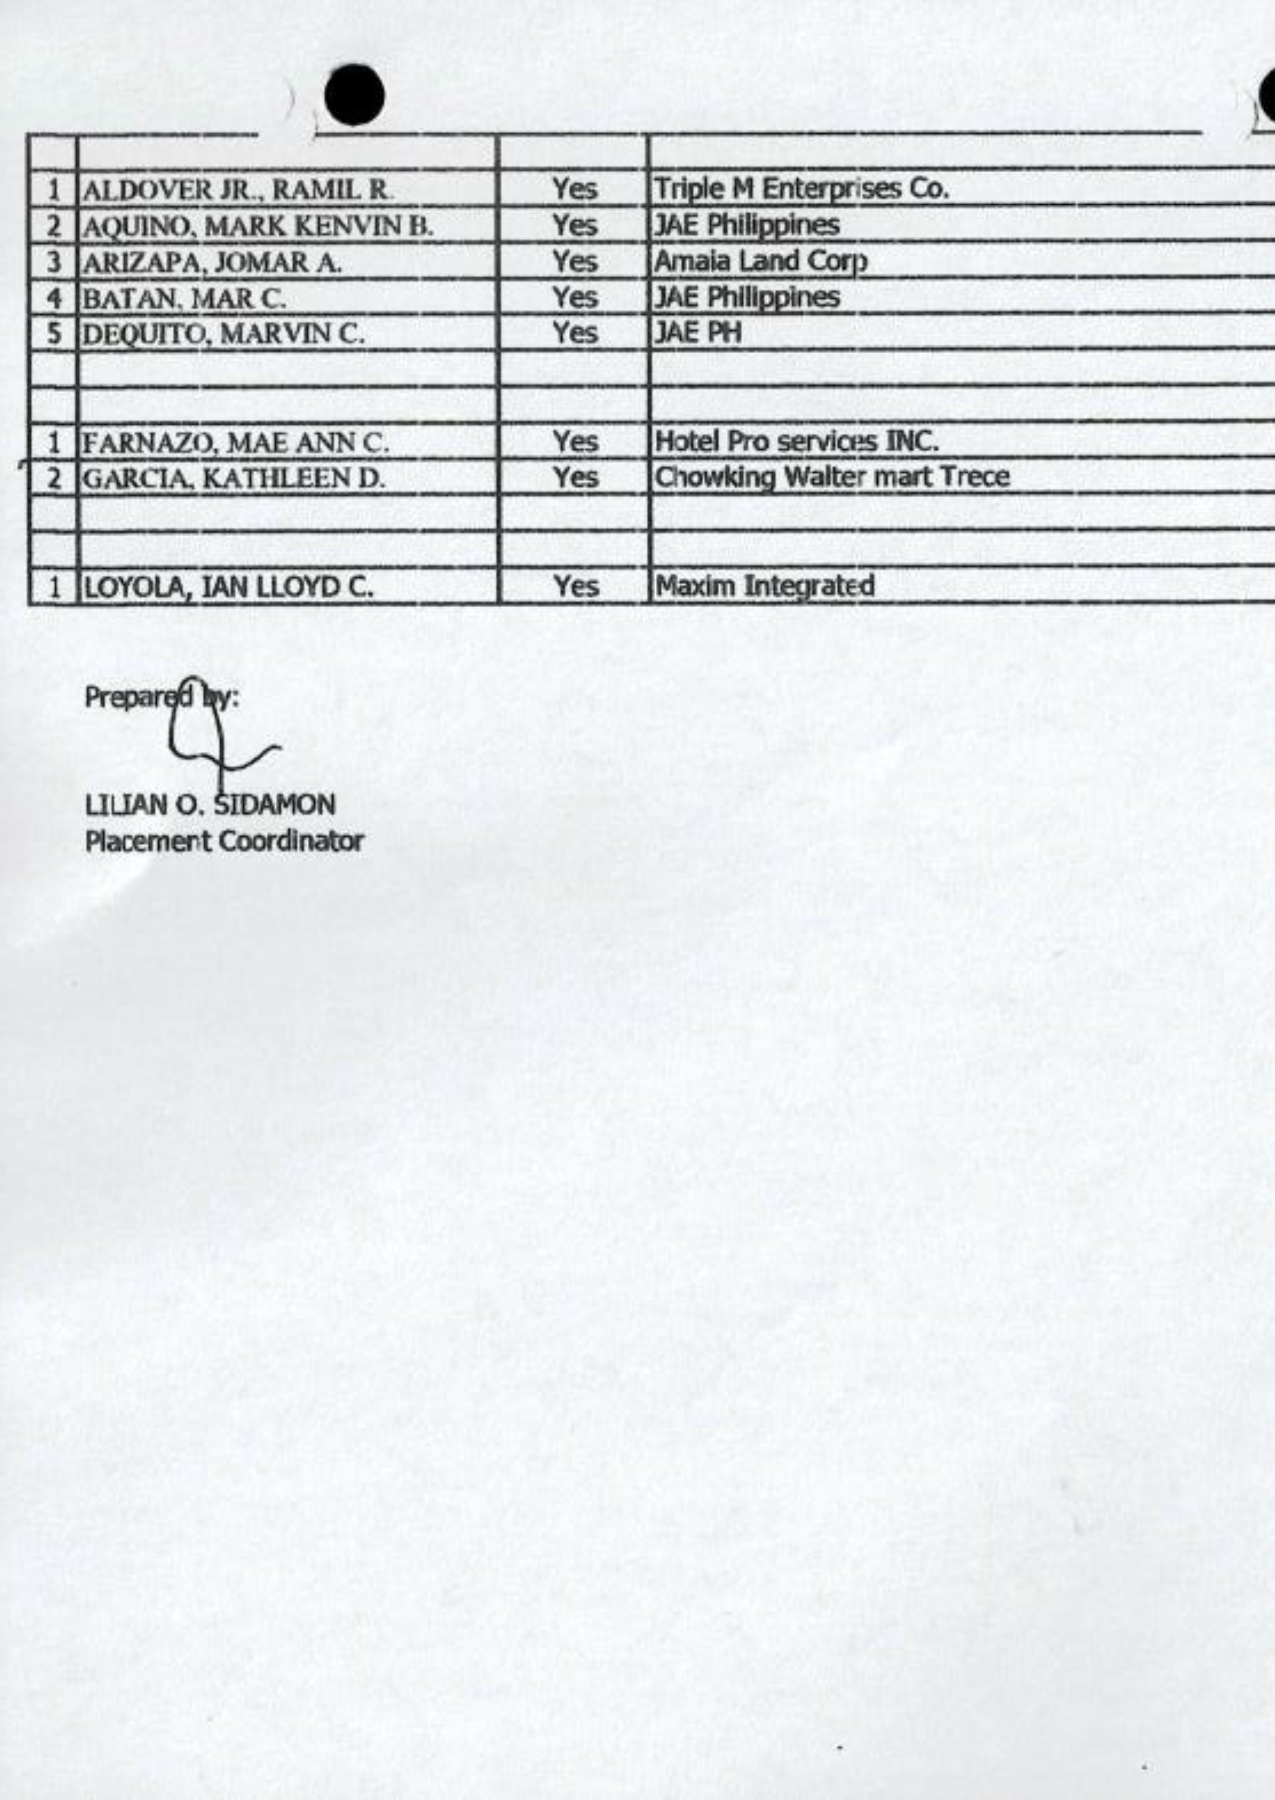 1 ALDOVER JR., RAMIL R. Yes Triple M Enterprises Co.
2 AQUINO, MARK KENVIN B. Yes JAE Philippines
3 ARIZAPA, JOMAR A. Yes Amaia Land Corp
4 BATAN, MAR C. Yes JAE Philippines
5 DEQUITO, MARVIN C. Yes JAE PH
1 FARNAZO, MAE ANN C. Yes Hotel Pro services INC.
2 GARCIA, KATHLEEN D. Yes Chowking Walter mart Trece
1 LOYOLA, IAN LLOYD C. Yes Maxim Integrated
Prepared by:
LILIAN O. SIDAMON
Placement Coordinator